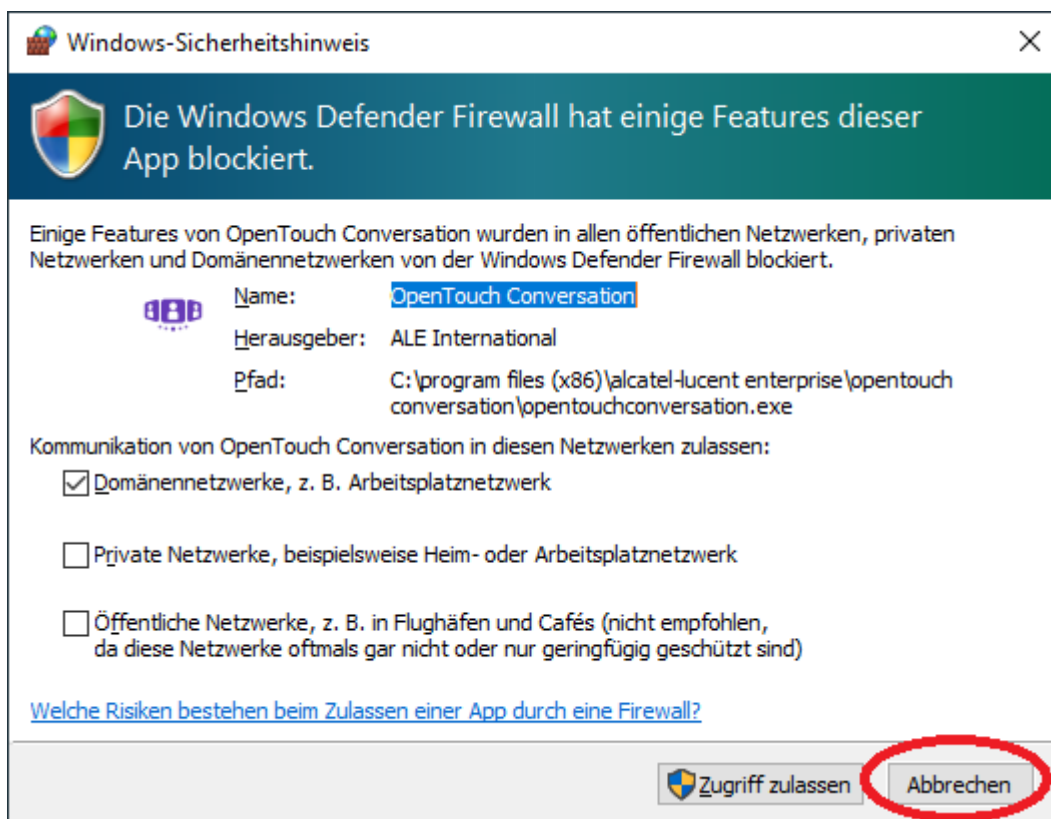 Windows-Sicherheitshinweis
Die Windows Defender Firewall hat einige Features dieser
App blockiert.
Einige Features von OpenTouch Conversation wurden in allen öffentlichen Netzwerken, privaten
Netzwerken und Domänennetzwerken von der Windows Defender Firewall blockiert.
Name: OpenTouch Conversation
Herausgeber: ALE International
Pfad: C:\program files (x86)\alcatel-lucent enterprise\opentouch
conversation\opentouchconversation.exe
Kommunikation von OpenTouch Conversation in diesen Netzwerken zulassen:
Domänennetzwerke, z. B. Arbeitsplatznetzwerk
Private Netzwerke, beispielsweise Heim- oder Arbeitsplatznetzwerk
Öffentliche Netzwerke, z. B. in Flughäfen und Cafés (nicht empfohlen,
da diese Netzwerke oftmals gar nicht oder nur geringfügig geschützt sind)
Welche Risiken bestehen beim Zulassen einer App durch eine Firewall?
Zugriff zulassen Abbrechen